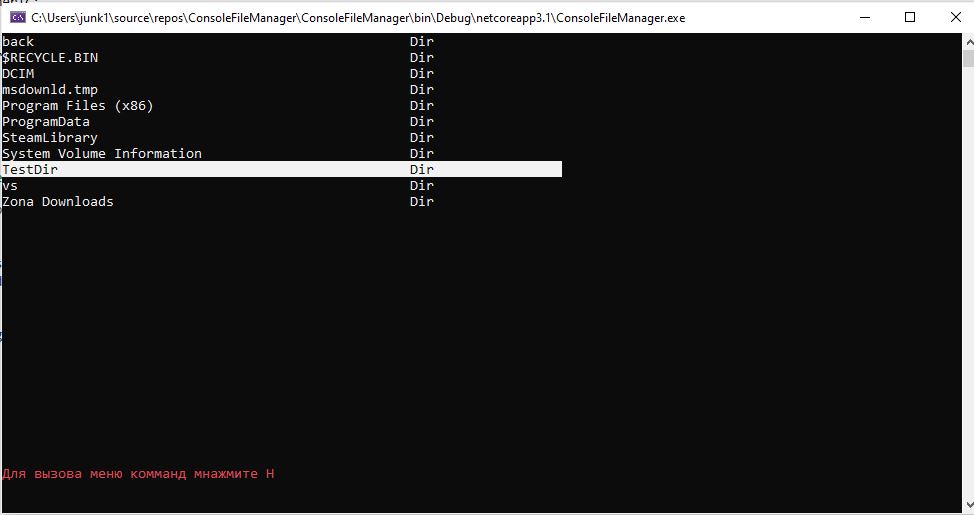 C:\Users\junk1\source\repos\ConsoleFileManager\ConsoleFileManager\bin\Debug\netcoreapp3.1\ConsoleFileManager.exe
back Dir
$RECYCLE.BIN Dir
DCIM Dir
msdownld.tmp Dir
Program Files (x86) Dir
ProgramData Dir
SteamLibrary Dir
System Volume Information Dir
TestDir Dir
vs Dir
Zona Downloads Dir
Для вызова меню комманд мнажмите H